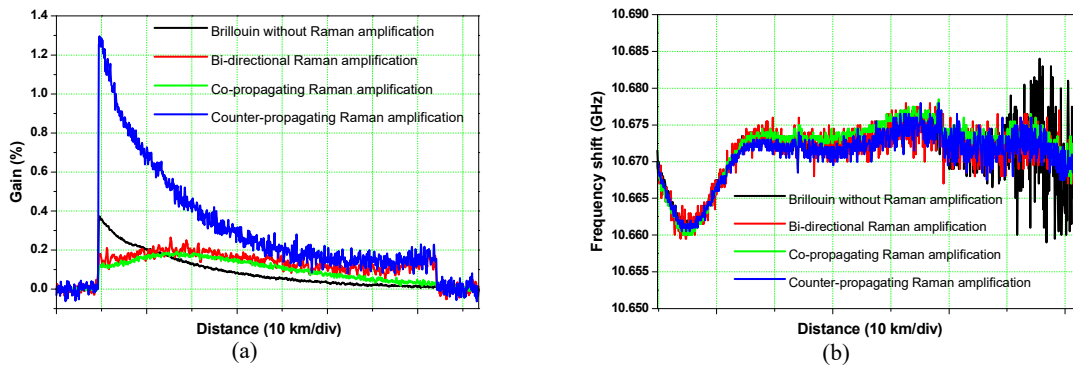 1.4
1.2
1.0
0.8
0.6
0.4
0.2
0.0
Gain (%)
Brillouin without Raman amplification
Bi-directional Raman amplification
Co-propagating Raman amplification
Counter-propagating Raman amplification
Distance (10 km/div)
(a)
10.690
10.685
10.680
10.675
10.670
10.665
10.660
10.655
10.650
Frequency shift (GHz)
Brillouin without Raman amplification
Bi-directional Raman amplification
Co-propagating Raman amplification
Counter-propagating Raman amplification
Distance (10 km/div)
(b)